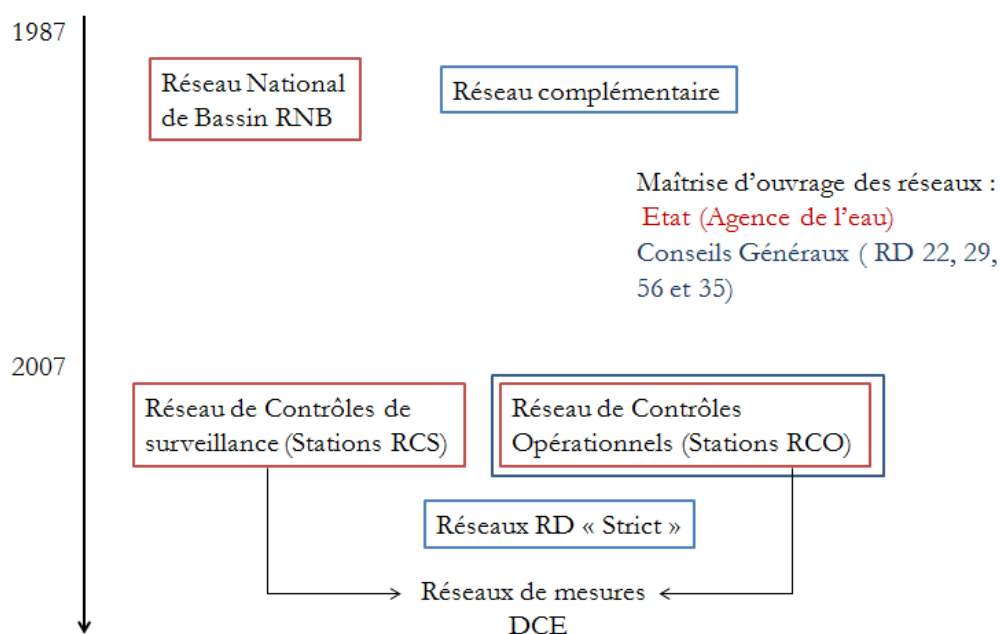 1987
Réseau National
de Bassin RNB
Réseau complémentaire
Maîtrise d'ouvrage des réseaux :
Etat (Agence de l'eau)
Conseils Généraux ( RD 22, 29,
56 et 35)
2007
Réseau de Contrôles de
surveillance (Stations RCS)
Réseau de Contrôles
Opérationnels (Stations RCO)
Réseaux RD « Strict »
Réseaux de mesures
DCE